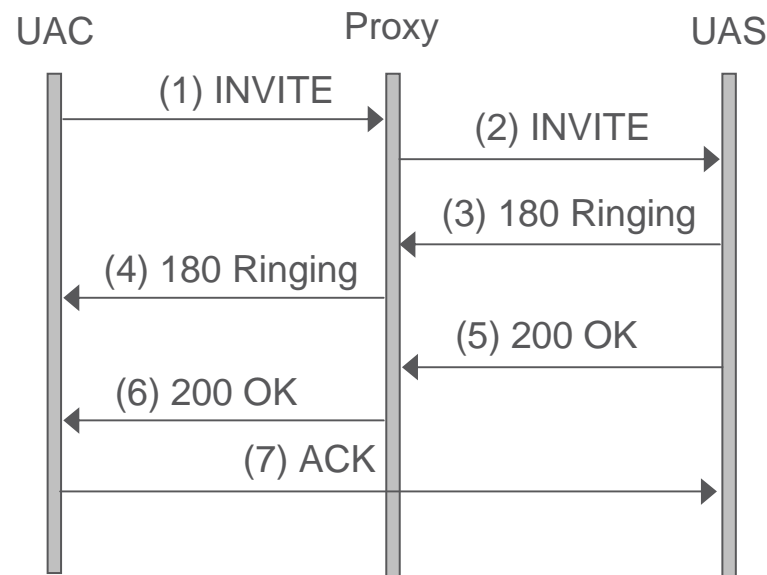 UAC
Proxy
UAS
(1) INVITE
(2) INVITE
(3) 180 Ringing
(4) 180 Ringing
(5) 200 OK
(6) 200 OK
(7) ACK